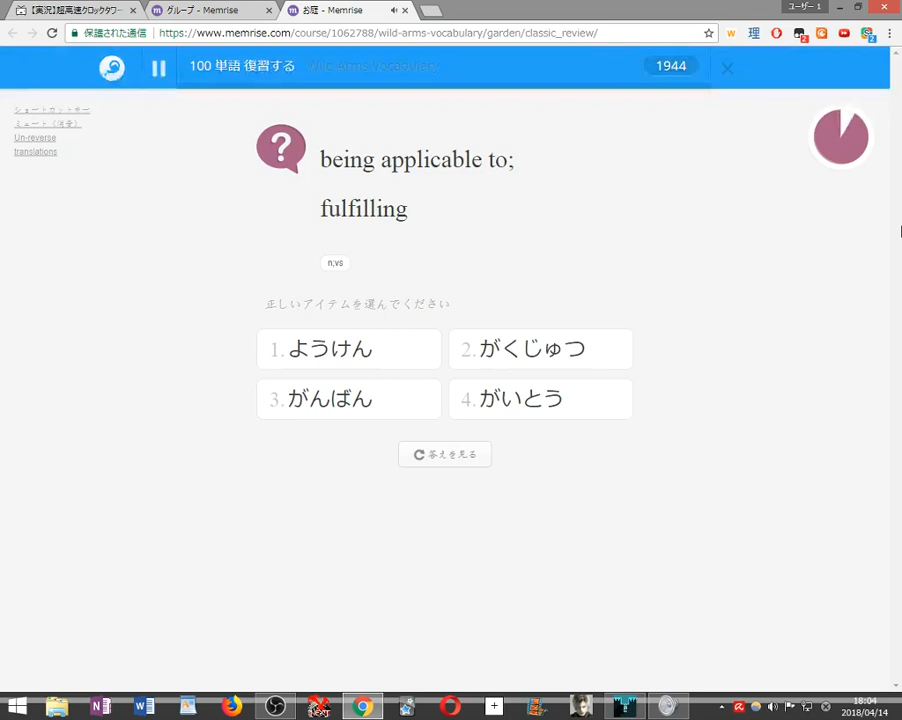 【実況】超高速クロックタワー
グループ - Memrise
お暦 - Memrise
ユーザー 1
保護された通信
https://www.memrise.com/course/1062788/wild-arms-vocabulary/garden/classic_review/
100 単語 復習する
Wild Arms Vocabulary
1944
ショートカットキー
ミュート (消音)
Un-reverse
translations
being applicable to;
fulfilling
n;vs
正しいアイテムを選んでください
1. ようけん
2. がくじゅつ
3. がんばん
4. がいとう
答えを見る
18:04
2018/04/14